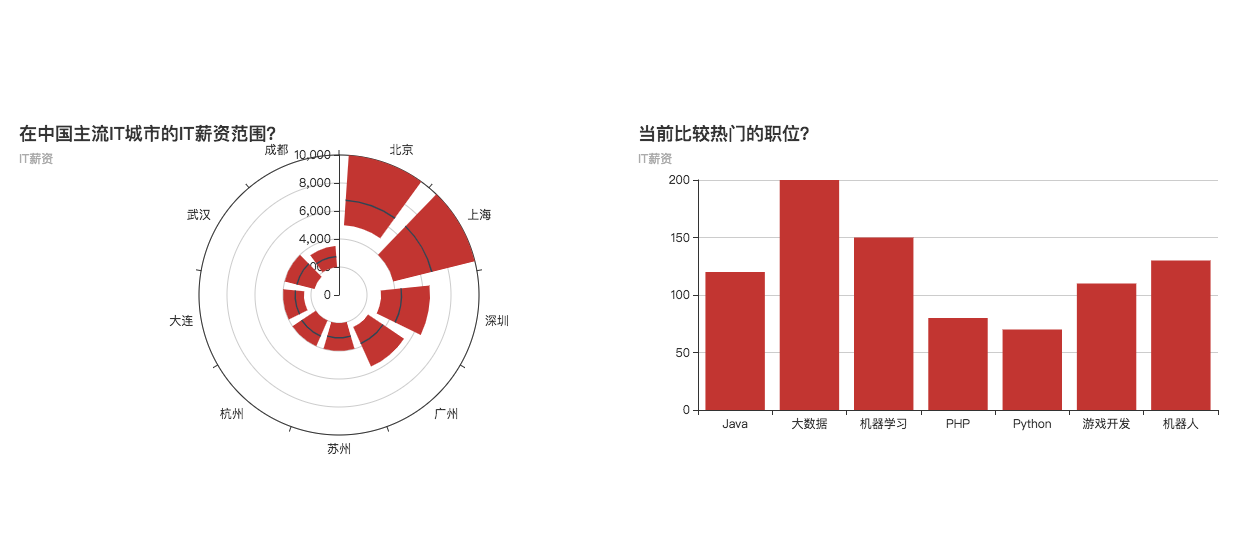 在中国主流IT城市的IT薪资范围?
IT薪资
成都
10,000
北京
8,000
武汉
6,000
上海
4,000
0
大连
深圳
杭州
广州
苏州
当前比较热门的职位?
IT薪资
200
150
100
50
0
Java 大数据 机器学习 PHP Python 游戏开发 机器人